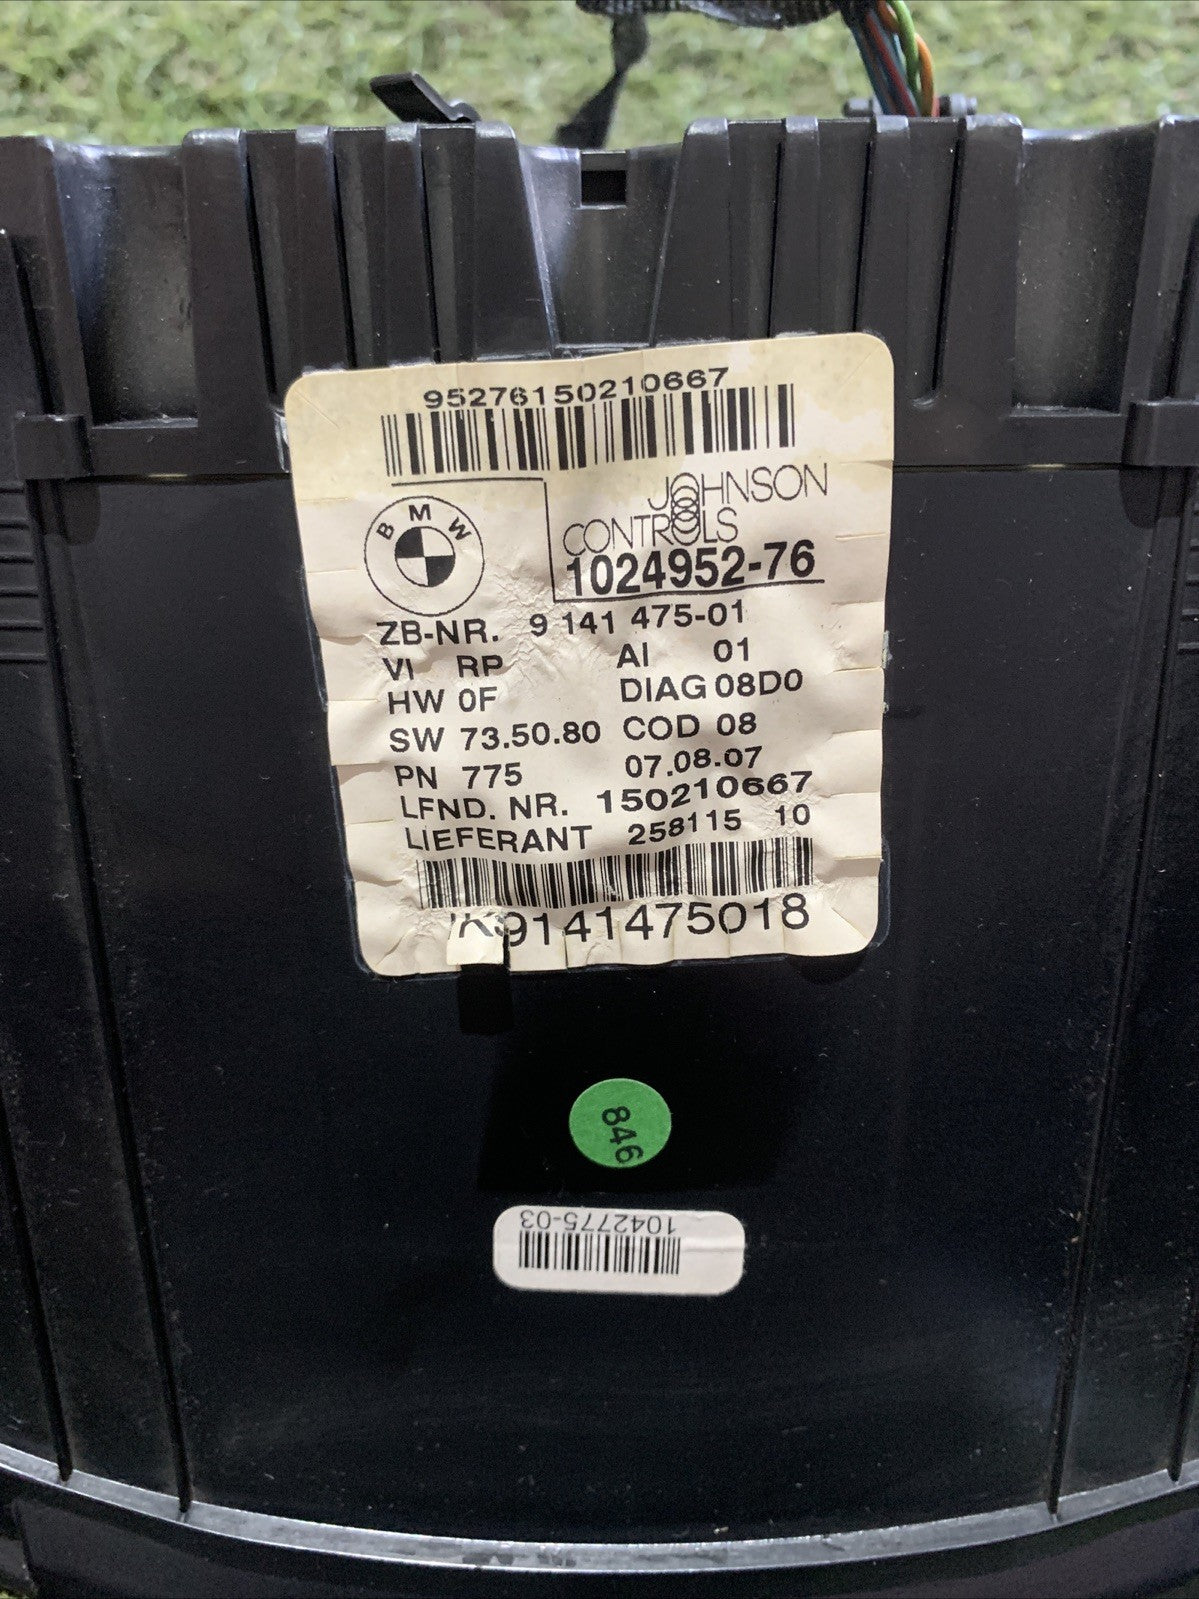 95276150210667
BMW
JOHNSON
CONTROLS
1024952-76
ZB-NR. 9 141 475-01
VI RP AI 01
HW 0F DIAG 08D0
SW 73.50.80 COD 08
PN 775 07.08.07
LFND. NR. 150210667
LIEFERANT 258115 10
K9141475018
846
1042775-03